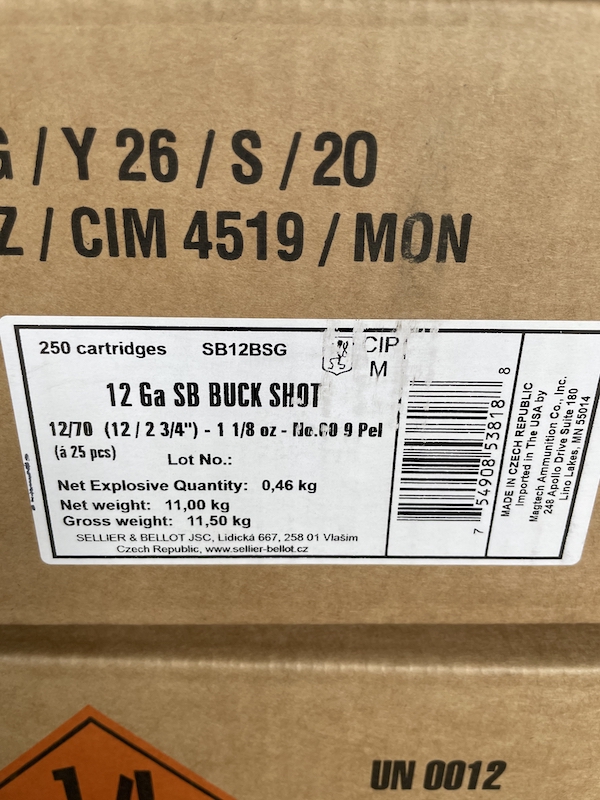 G / Y 26 / S / 20
Z / CIM 4519 / MON
250 cartridges SB12BSG
CIP
M
12 Ga SB BUCK SHOT
12/70 (12 / 2 3/4") - 1 1/8 oz - No.00 9 Pel
(à 25 pcs) Lot No.:
Net Explosive Quantity: 0,46 kg
Net weight: 11,00 kg
Gross weight: 11,50 kg
SELLIER & BELLOT JSC, Lidická 667, 258 01 Vlašim
Czech Republic, www.sellier-bellot.cz
7 54908 53818 8
MADE IN CZECH REPUBLIC
Imported in The USA by
Magtech Ammunition Co., Inc.
248 Apollo Drive Suite 180
Lino Lakes, MN 55014
1.4
UN 0012